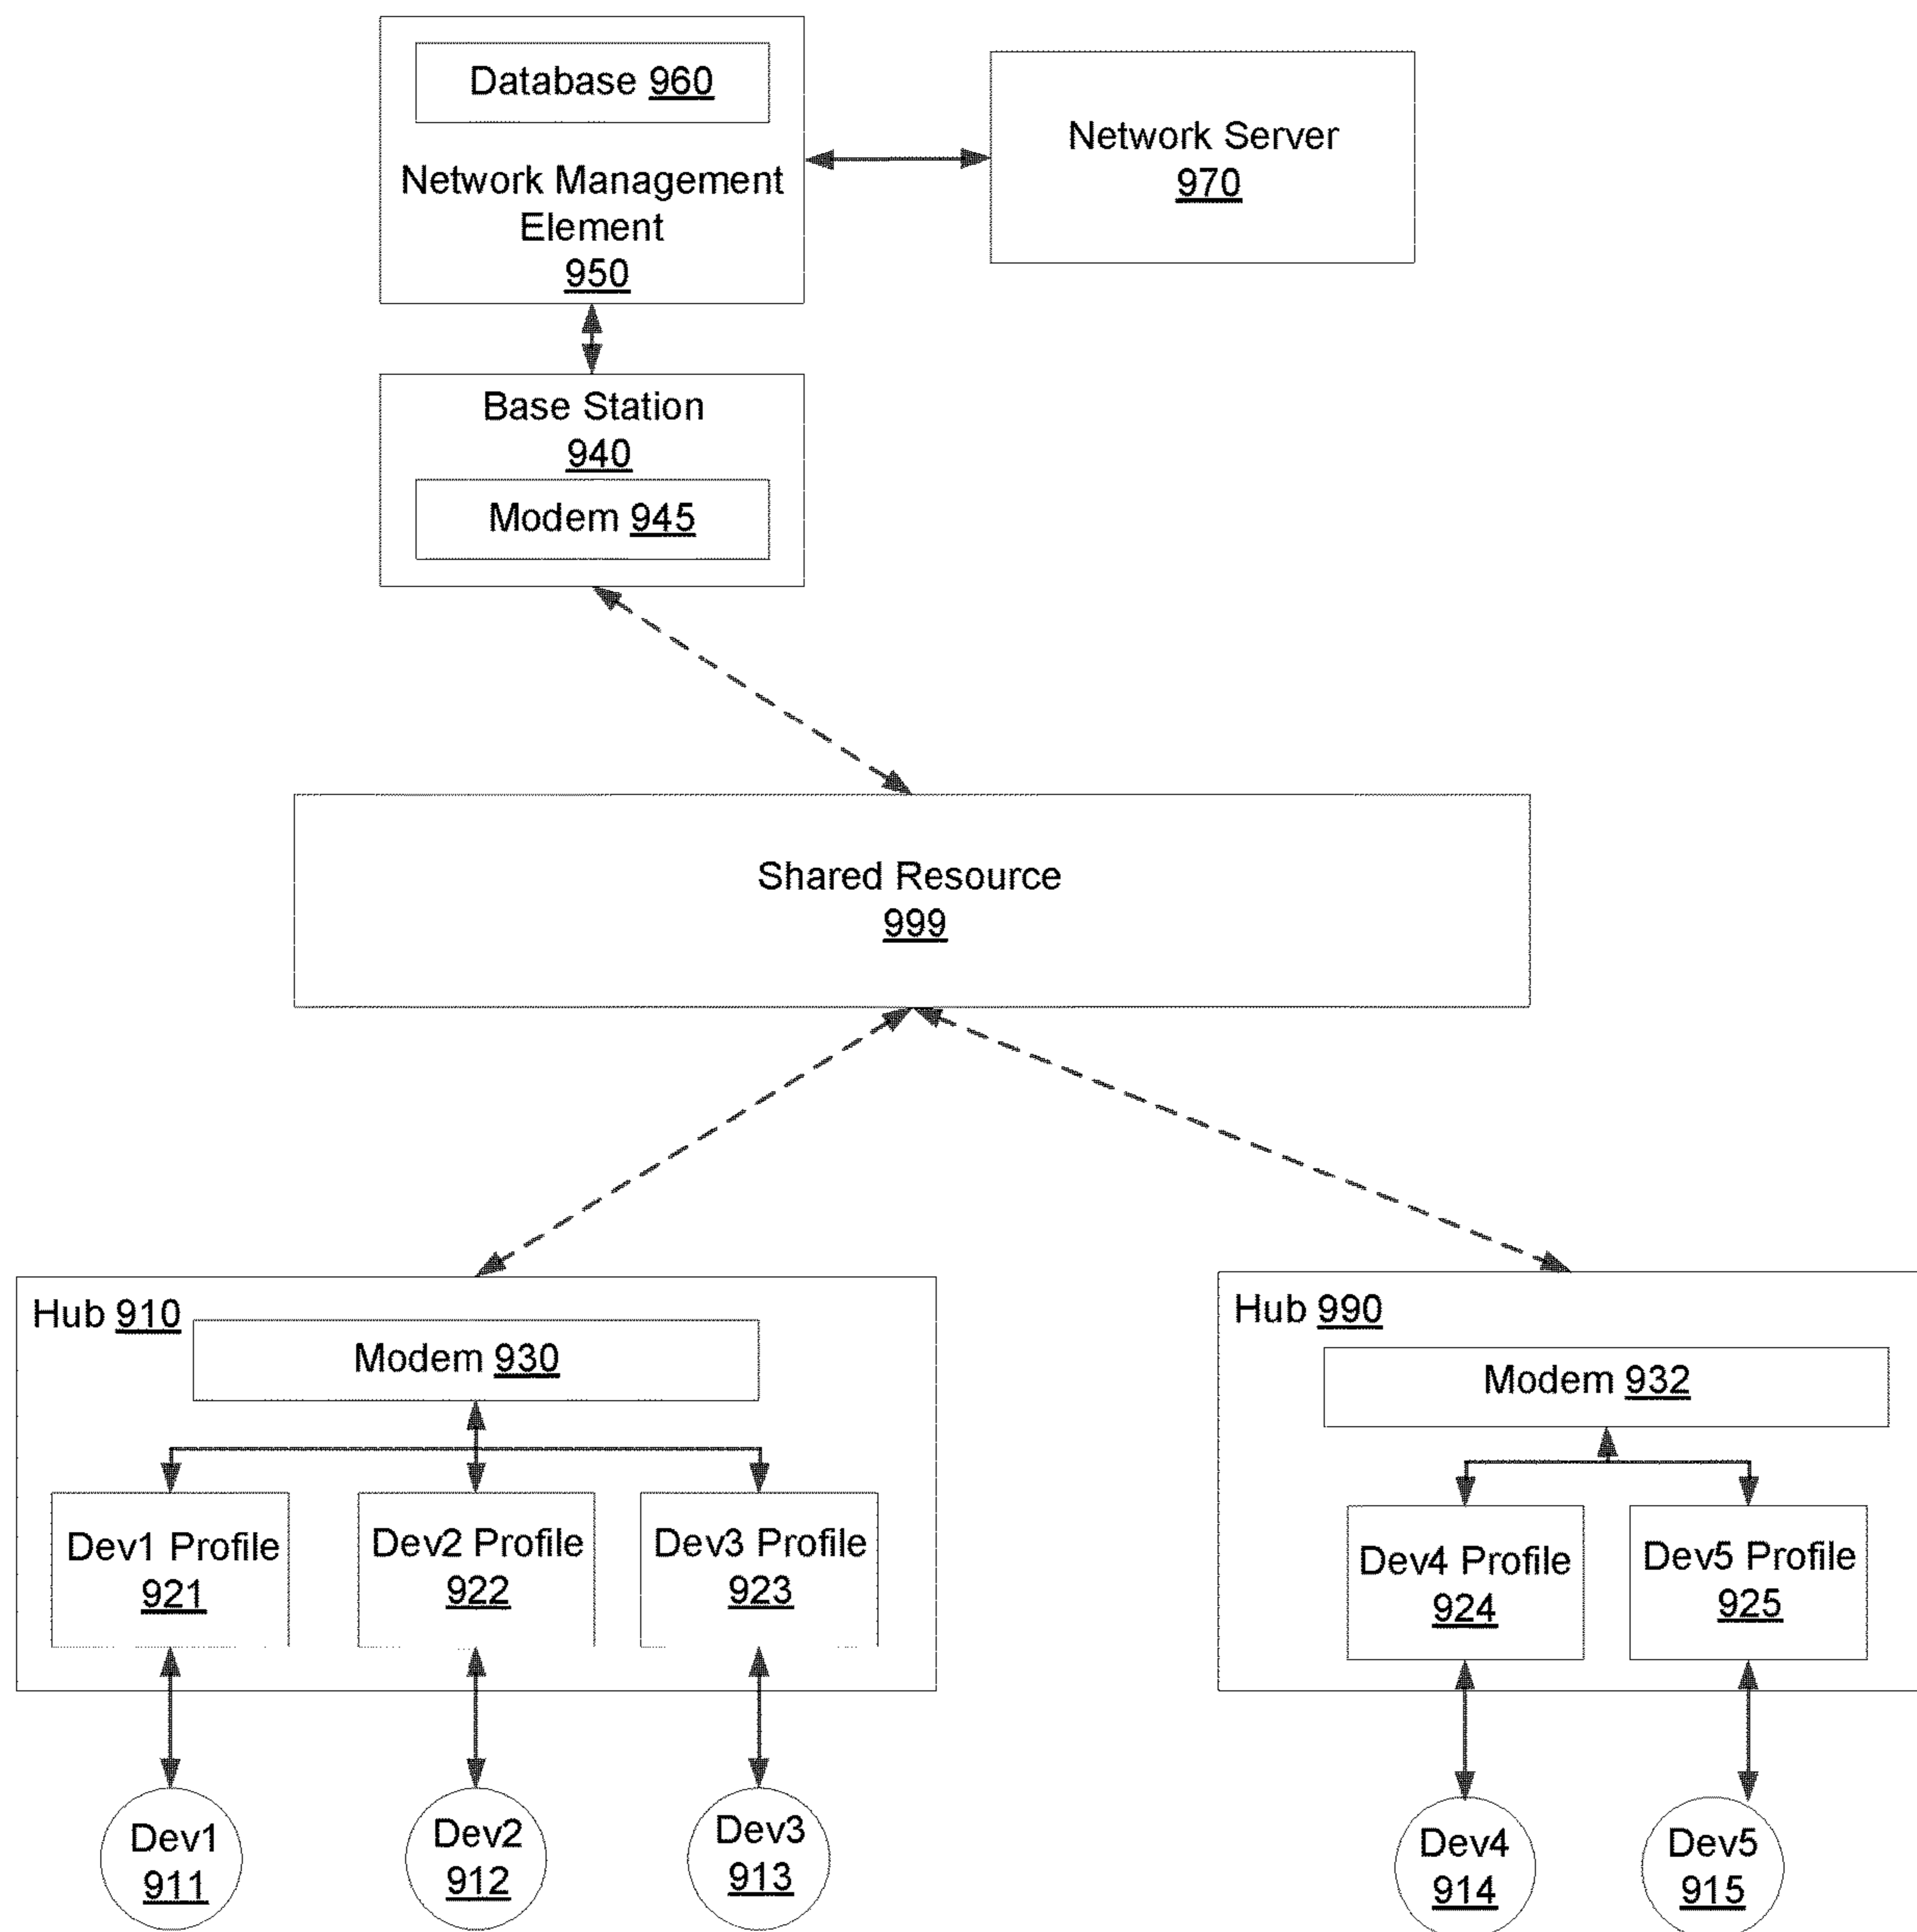 Database 960
Network Management
Element
950
Network Server
970
Base Station
940
Modem 945
Shared Resource
999
Hub 910
Modem 930
Dev1 Profile
921
Dev2 Profile
922
Dev3 Profile
923
Hub 990
Modem 932
Dev4 Profile
924
Dev5 Profile
925
Dev1
911
Dev2
912
Dev3
913
Dev4
914
Dev5
915